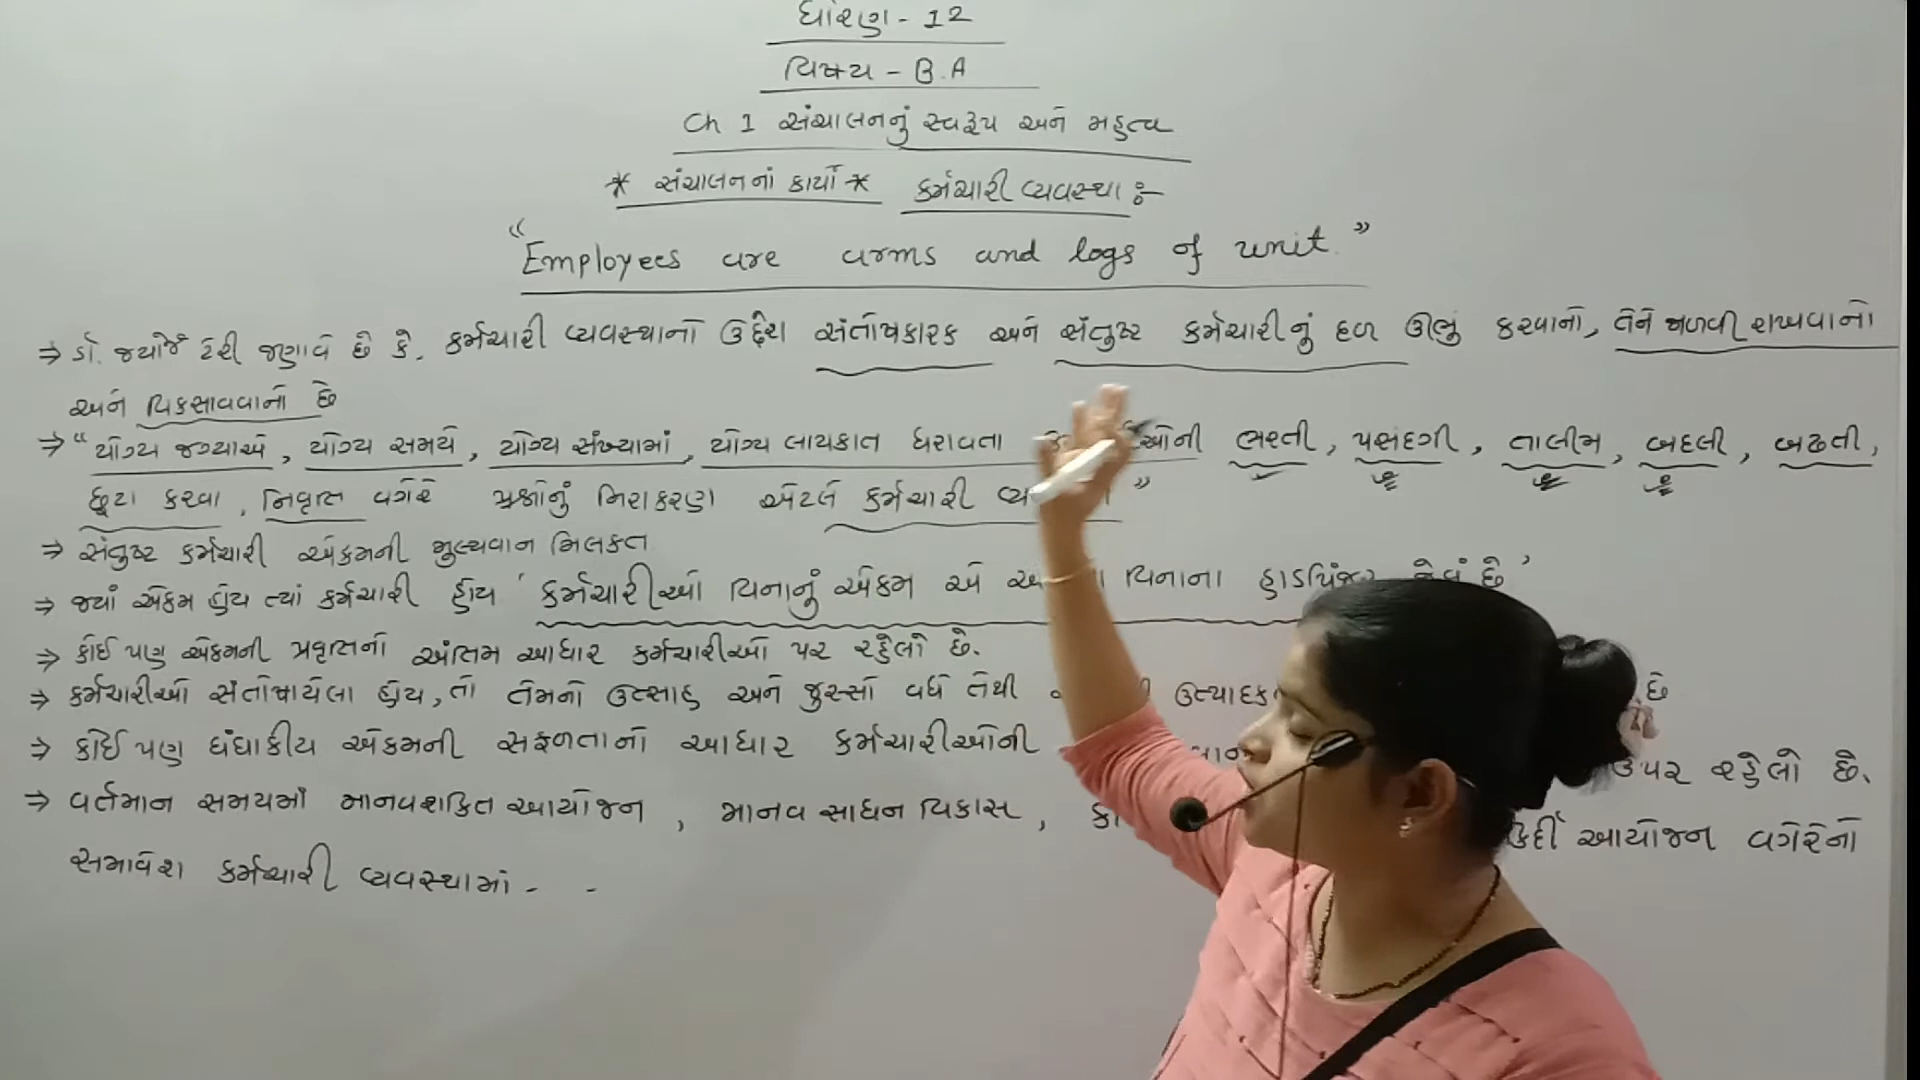 ધોરણ - 12
વિષય - B.A
Ch 1 સંચાલનનું સ્વરૂપ અને મહત્વ
* સંચાલનનાં કાર્યો * કર્મચારી વ્યવસ્થા :-
"Employees are arms and logs of unit."
⇒ ડૉ. જ્યોર્જ ટેરી જણાવે છે કે. કર્મચારી વ્યવસ્થાનો ઉદ્દેશ સંતોષકારક અને સંતુષ્ટ કર્મચારીનું દળ ઊભું કરવાનો, તેને જાળવી રાખવાનો
અને વિકસાવવાનો છે
⇒ "યોગ્ય જગ્યાએ, યોગ્ય સમયે, યોગ્ય સંખ્યામાં, યોગ્ય લાયકાત ધરાવતા ભરતી, પસંદગી, તાલીમ, બદલી, બઢતી,
છૂટા કરવા, નિવૃત્ત વગેરે પ્રશ્નોનું નિરાકરણ એટલે કર્મચારી "
⇒ સંતુષ્ટ કર્મચારી એકમની મુલ્યવાન મિલકત
⇒ જ્યાં એકમ હોય ત્યાં કર્મચારી હોય ' કર્મચારીઓ વિનાનું એકમ એ વિનાના છે '
⇒ કોઈ પણ એકમની પ્રવૃત્તિનો અંતિમ આધાર કર્મચારીઓ પર રહેલો છે.
⇒ કર્મચારીઓ સંતોષાયેલા હોય, તો તેમનો ઉત્સાહ અને જુસ્સો વધે તેથી છે
⇒ કોઈ પણ ધંધાકીય એકમની સફળતાનો આધાર કર્મચારીઓની ઉપર રહેલો છે.
⇒ વર્તમાન સમયમાં માનવશક્તિ આયોજન, માનવ સાધન વિકાસ, આયોજન વગેરેનો
સમાવેશ કર્મચારી વ્યવસ્થામાં - -